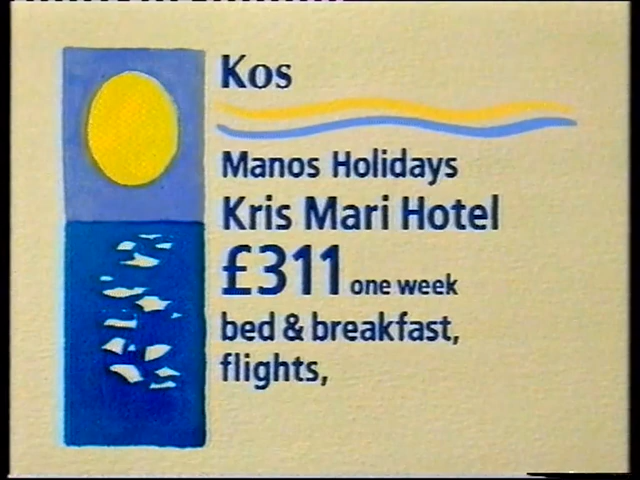 Kos
Manos Holidays
Kris Mari Hotel
£311 one week
bed & breakfast,
flights,